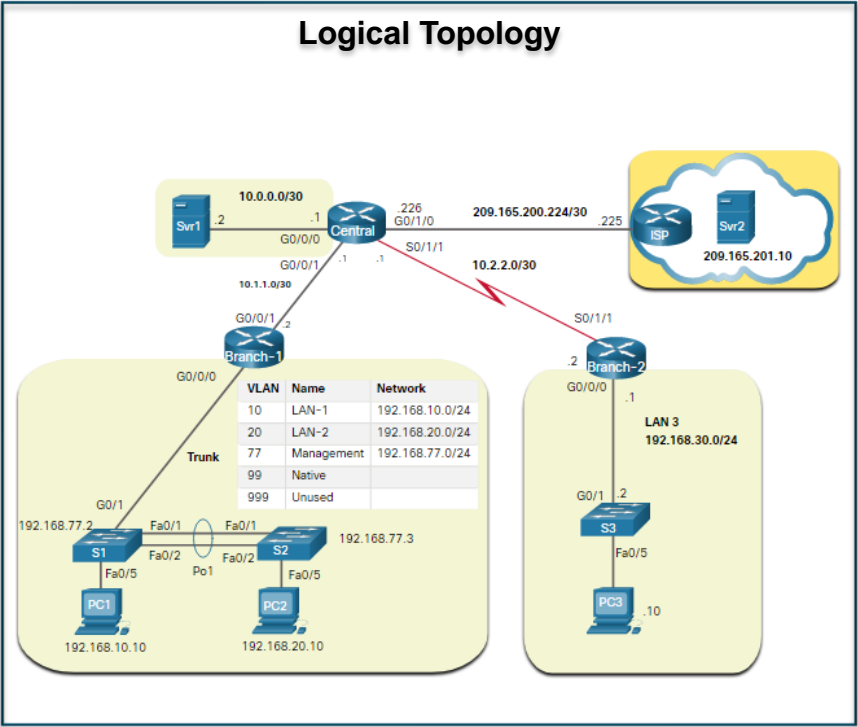 Logical Topology
10.0.0.0/30
Svr1
.2
.1
G0/0/0
Central
.226
G0/1/0
209.165.200.224/30
.225
ISP
Svr2
209.165.201.10
G0/0/1
.1
.1
S0/1/1
10.2.2.0/30
10.1.1.0/30
G0/0/1
.2
Branch-1
S0/1/1
.2
Branch-2
G0/0/0
G0/0/0
.1
VLAN Name Network
10 LAN-1 192.168.10.0/24
20 LAN-2 192.168.20.0/24
77 Management 192.168.77.0/24
99 Native
999 Unused
LAN 3
192.168.30.0/24
Trunk
G0/1
192.168.77.2
Fa0/1
Fa0/1
192.168.77.3
S1
Fa0/2
Fa0/2
S2
Po1
Fa0/5
Fa0/5
PC1
PC2
192.168.10.10
192.168.20.10
G0/1
.2
S3
Fa0/5
PC3
.10